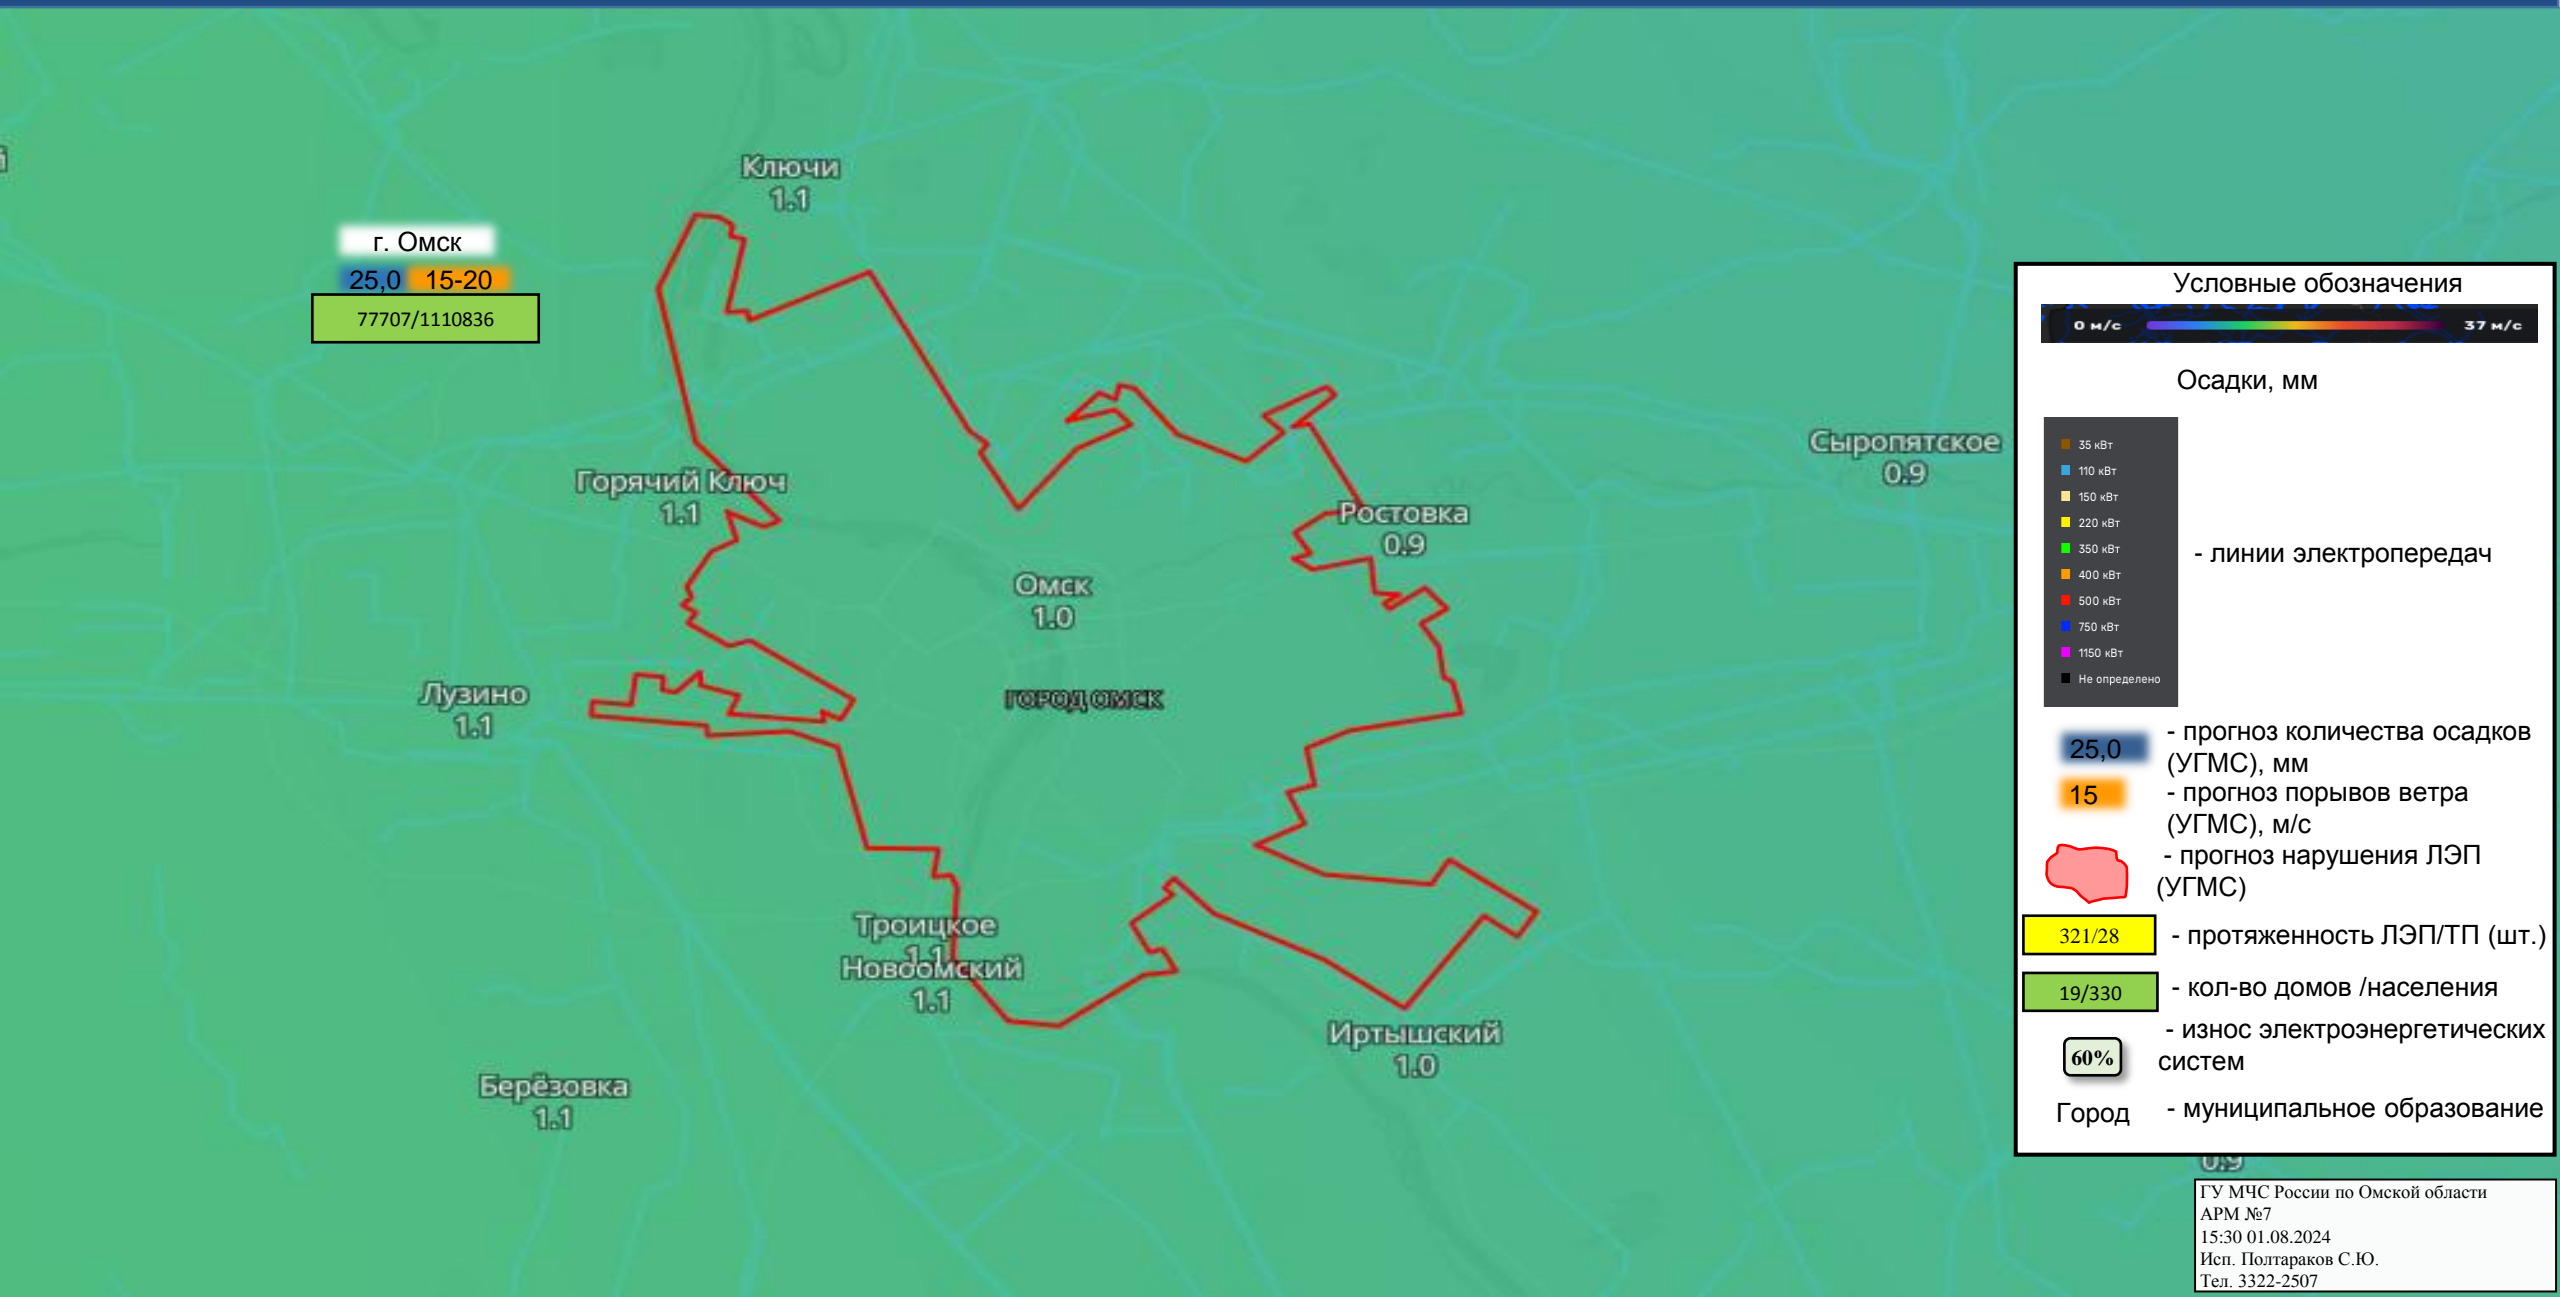 й
Ключи
1.1
г. Омск
25,0 15-20
77707/1110836
Горячий Ключ
1.1
Сыропятское
0.9
Ростовка
0.9
Омск
1.0
ГОРОД ОМСК
Лузино
1.1
Троицкое
1.1
Новоомский
1.1
Иртышский
1.0
Берёзовка
1.1
Условные обозначения
0 м/с 37 м/с
Осадки, мм
35 кВт
110 кВт
150 кВт
220 кВт
350 кВт
400 кВт
500 кВт
750 кВт
1150 кВт
Не определено
- линии электропередач
25,0 - прогноз количества осадков
(УГМС), мм
15 - прогноз порывов ветра
(УГМС), м/с
- прогноз нарушения ЛЭП
(УГМС)
321/28 - протяженность ЛЭП/ТП (шт.)
19/330 - кол-во домов /населения
60% - износ электроэнергетических
систем
Город - муниципальное образование
0.9
ГУ МЧС России по Омской области
АРМ №7
15:30 01.08.2024
Исп. Полтараков С.Ю.
Тел. 3322-2507